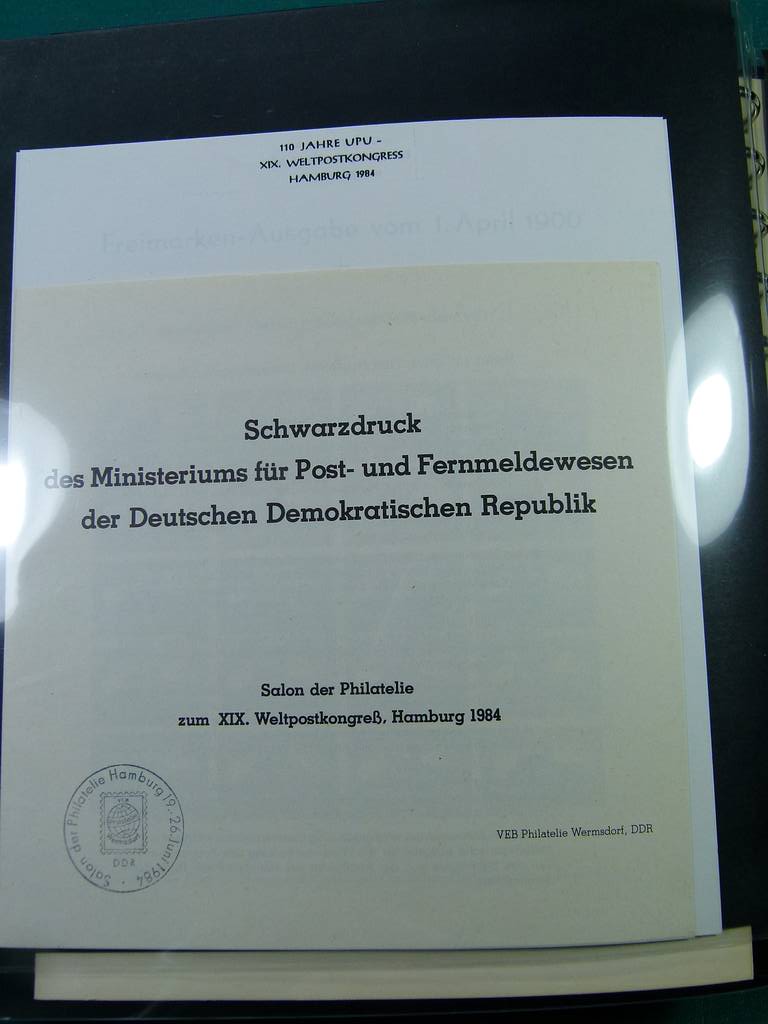 110 JAHRE UPU -
XIX. WELTPOSTKONGRESS
HAMBURG 1984
Freimarken-Ausgabe vom 1. April 1900
Schwarzdruck
des Ministeriums für Post- und Fernmeldewesen
der Deutschen Demokratischen Republik
Salon der Philatelie
zum XIX. Weltpostkongreß, Hamburg 1984
Salon der Philatelie Hamburg 19.-26. Juni 1984
DDR
VEB Philatelie Wermsdorf, DDR